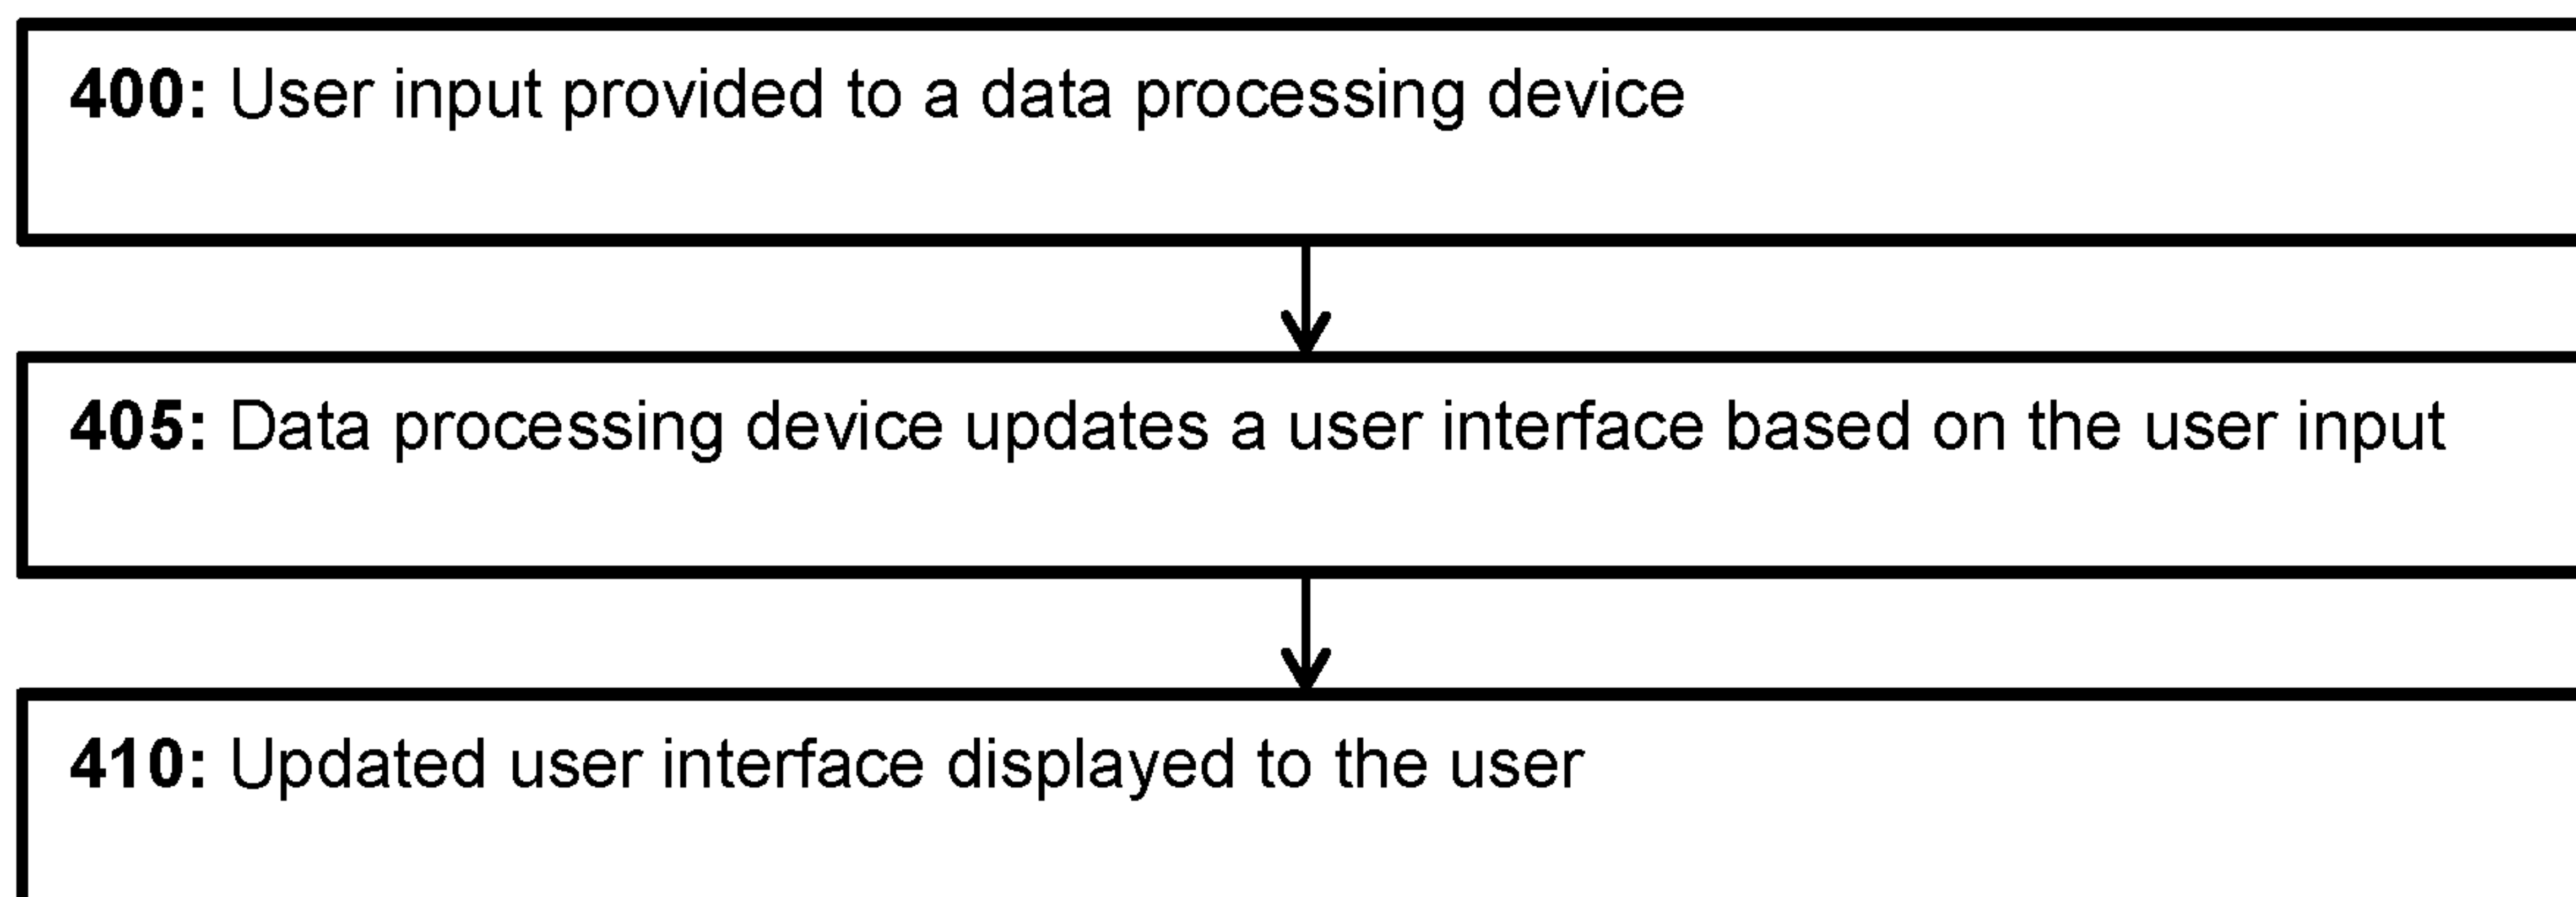 400: User input provided to a data processing device
405: Data processing device updates a user interface based on the user input
410: Updated user interface displayed to the user